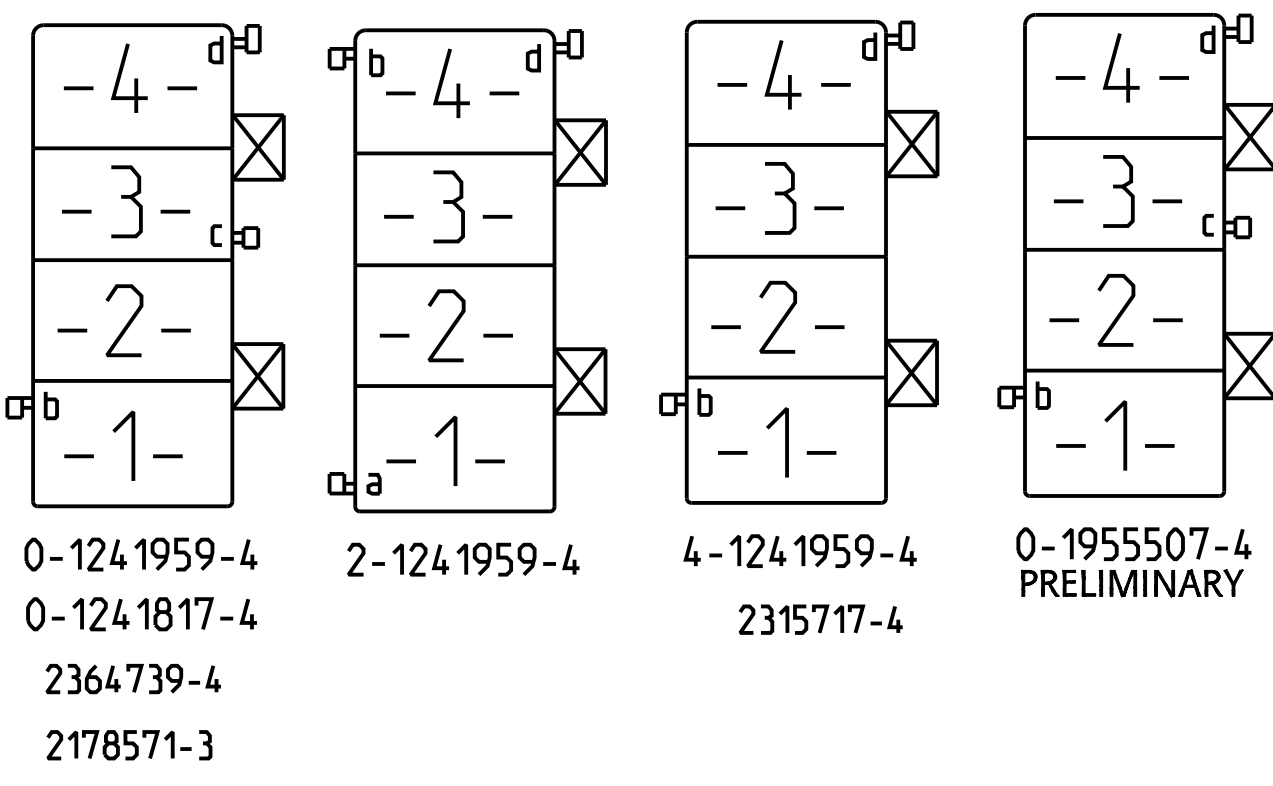 -4- d
-3-
c
-2-
b
-1-
0-1241959-4
0-1241817-4
2364739-4
2178571-3
b -4- d
-3-
-2-
-1-
a
2-1241959-4
-4- d
-3-
-2-
b
-1-
4-1241959-4
2315717-4
-4- d
-3-
c
-2-
b
-1-
0-1955507-4
PRELIMINARY